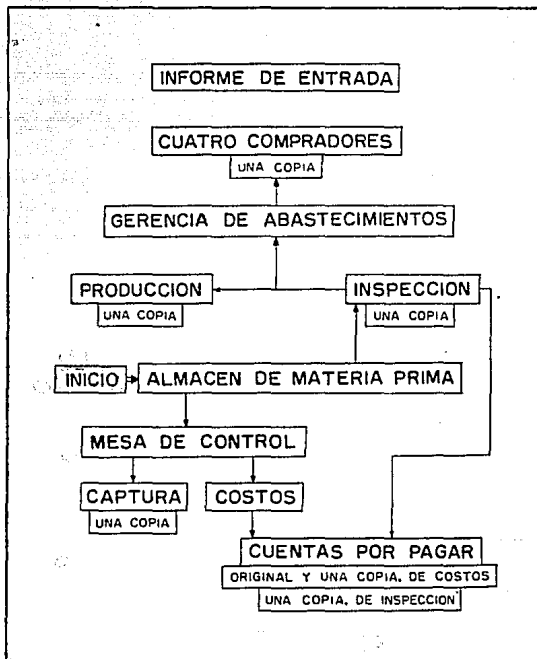 INFORME DE ENTRADA
CUATRO COMPRADORES
UNA COPIA
GERENCIA DE ABASTECIMIENTOS
PRODUCCION
UNA COPIA
INSPECCION
UNA COPIA
INICIO
ALMACEN DE MATERIA PRIMA
MESA DE CONTROL
CAPTURA
UNA COPIA
COSTOS
CUENTAS POR PAGAR
ORIGINAL Y UNA COPIA. DE COSTOS
UNA COPIA. DE INSPECCION